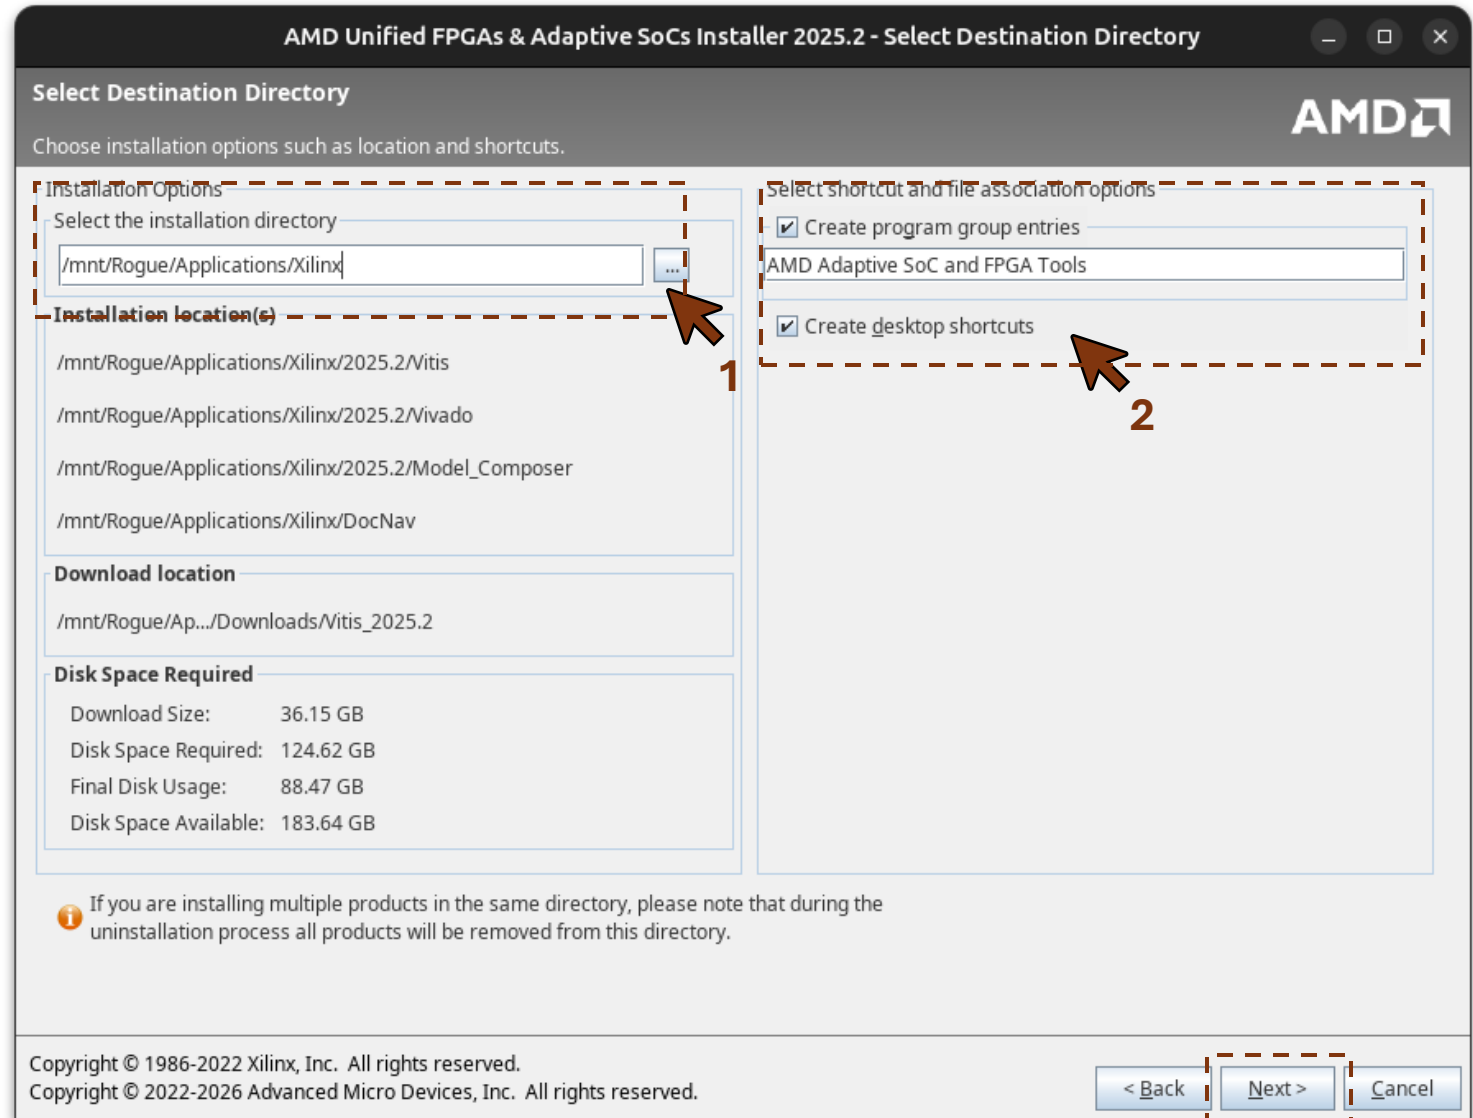 AMD Unified FPGAs & Adaptive SoCs Installer 2025.2 - Select Destination Directory
Select Destination Directory
AMD
Choose installation options such as location and shortcuts.
Installation Options
Select the installation directory
/mnt/Rogue/Applications/Xilinx
...
Installation location(s)
/mnt/Rogue/Applications/Xilinx/2025.2/Vitis
/mnt/Rogue/Applications/Xilinx/2025.2/Vivado
/mnt/Rogue/Applications/Xilinx/2025.2/Model_Composer
/mnt/Rogue/Applications/Xilinx/DocNav
1
Download location
/mnt/Rogue/Ap.../Downloads/Vitis_2025.2
Disk Space Required
Download Size: 36.15 GB
Disk Space Required: 124.62 GB
Final Disk Usage: 88.47 GB
Disk Space Available: 183.64 GB
Select shortcut and file association options
Create program group entries
AMD Adaptive SoC and FPGA Tools
Create desktop shortcuts
2
If you are installing multiple products in the same directory, please note that during the
uninstallation process all products will be removed from this directory.
Copyright © 1986-2022 Xilinx, Inc. All rights reserved.
Copyright © 2022-2026 Advanced Micro Devices, Inc. All rights reserved.
< Back
Next >
Cancel